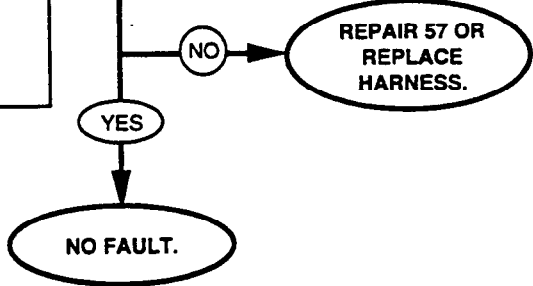 NO
REPAIR 57 OR
REPLACE
HARNESS.
YES
NO FAULT.